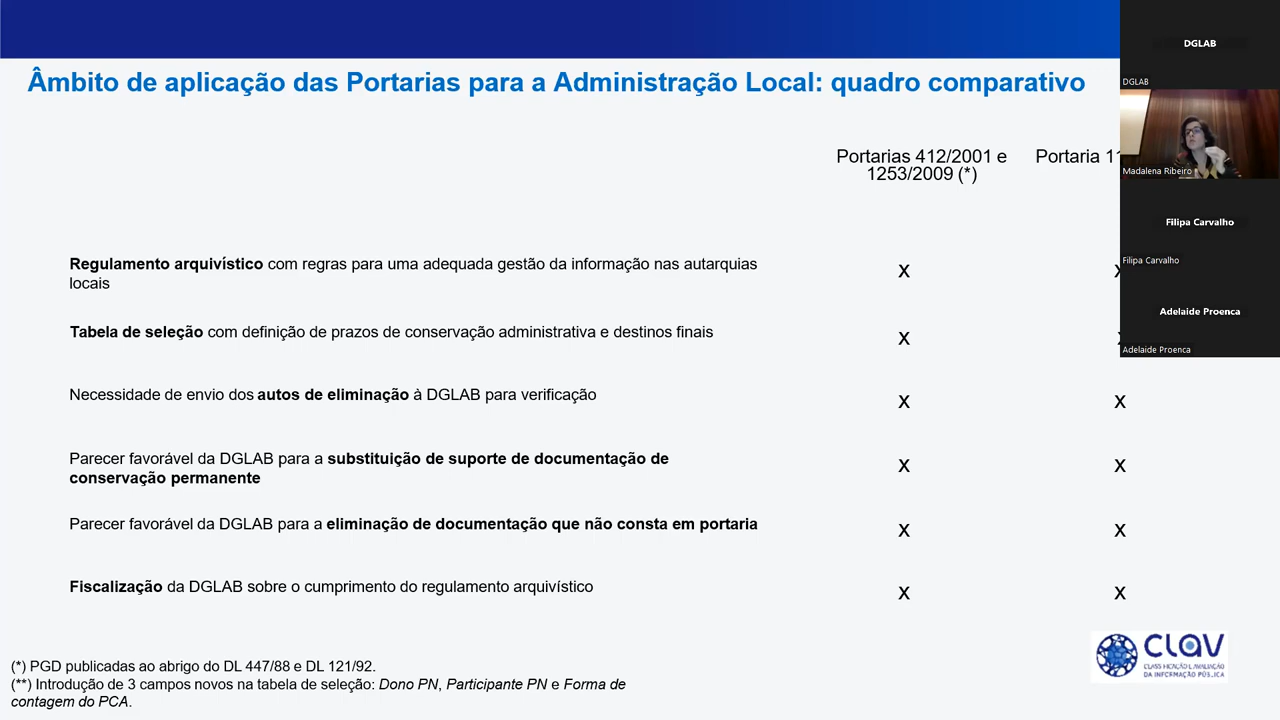 Âmbito de aplicação das Portarias para a Administração Local: quadro comparativo
Portarias 412/2001 e
1253/2009 (*)
Portaria 11
Regulamento arquivístico com regras para uma adequada gestão da informação nas autarquias
locais
X
Tabela de seleção com definição de prazos de conservação administrativa e destinos finais
X
Necessidade de envio dos autos de eliminação à DGLAB para verificação
X X
Parecer favorável da DGLAB para a substituição de suporte de documentação de
conservação permanente
X X
Parecer favorável da DGLAB para a eliminação de documentação que não consta em portaria
X X
Fiscalização da DGLAB sobre o cumprimento do regulamento arquivístico
X X
(*) PGD publicadas ao abrigo do DL 447/88 e DL 121/92.
(**) Introdução de 3 campos novos na tabela de seleção: Dono PN, Participante PN e Forma de
contagem do PCA.
CLAV
CLASSIFICAÇÃO E AVALIAÇÃO
DA INFORMAÇÃO PÚBLICA
DGLAB
DGLAB
Madalena Ribeiro
Filipa Carvalho
Filipa Carvalho
Adelaide Proenca
Adelaide Proenca